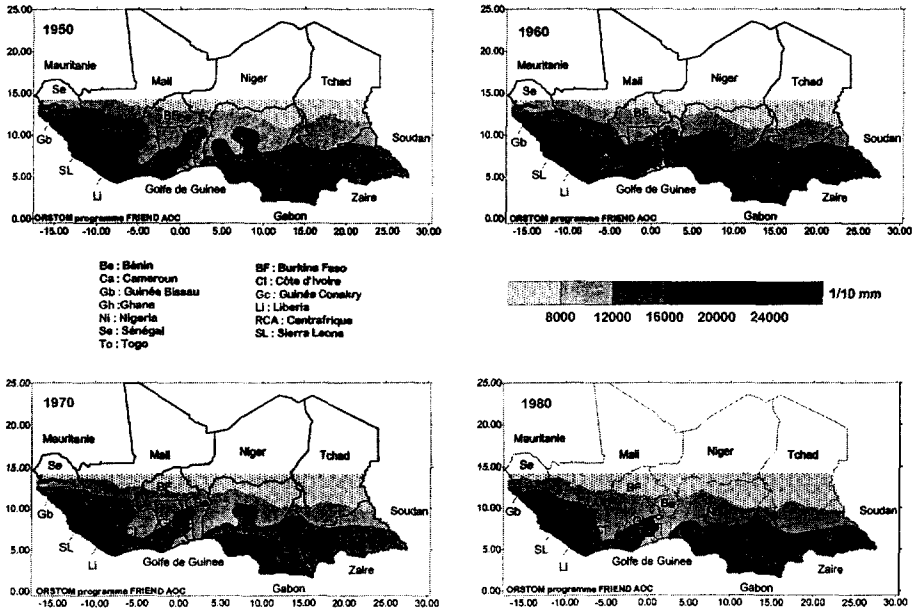 25.00
1950
20.00
Mauritanie
Mali
Niger
Tchad
15.00
Se
BF
10.00
Gb
Soudan
SL
5.00
Li
Golfe de Guinee
Zaire
0.00
ORSTOM programme FRIEND AOC
Gabon
-15.00 -10.00 -5.00 0.00 5.00 10.00 15.00 20.00 25.00 30.00
25.00
1960
20.00
Mauritanie
Mali
Niger
Tchad
15.00
Se
BF
10.00
Gb
Soudan
SL
5.00
Li
Golfe de Guinee
Zaire
0.00
ORSTOM programme FRIEND AOC
Gabon
-15.00 -10.00 -5.00 0.00 5.00 10.00 15.00 20.00 25.00 30.00
Be : Bénin
Ca : Cameroun
Gb : Guinée Bissau
Gh :Ghana
Ni : Nigeria
Se : Sénégal
To : Togo
BF : Burkina Faso
CI : Côte d'Ivoire
Gc : Guinée Conakry
Li : Liberia
RCA : Centrafrique
SL : Sierra Leone
1/10 mm
8000 12000 16000 20000 24000
25.00
1970
20.00
Mauritanie
Mali
Niger
Tchad
15.00
Se
BF
10.00
Gb
Soudan
SL
5.00
Li
Golfe de Guinee
Zaire
0.00
ORSTOM programme FRIEND AOC
Gabon
-15.00 -10.00 -5.00 0.00 5.00 10.00 15.00 20.00 25.00 30.00
25.00
1980
20.00
Mauritanie
Mali
Niger
Tchad
15.00
Se
BF
10.00
Be
Gb
Soudan
SL
5.00
Li
Golfe de Guinee
Zaire
0.00
ORSTOM programme FRIEND AOC
Gabon
-15.00 -10.00 -5.00 0.00 5.00 10.00 15.00 20.00 25.00 30.00